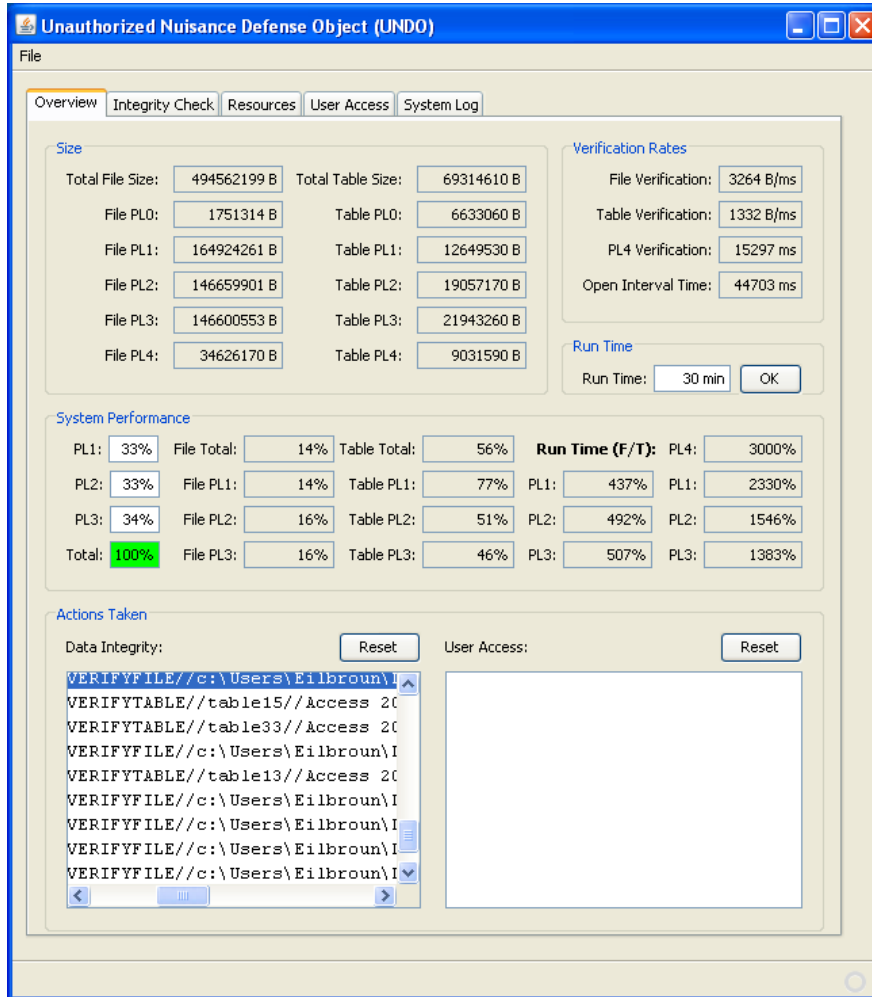 Unauthorized Nuisance Defense Object (UNDO)
File
Overview Integrity Check Resources User Access System Log
Size
Total File Size: 494562199 B Total Table Size: 69314610 B
File PL0: 1751314 B Table PL0: 6633060 B
File PL1: 164924261 B Table PL1: 12649530 B
File PL2: 146659901 B Table PL2: 19057170 B
File PL3: 146600553 B Table PL3: 21943260 B
File PL4: 34626170 B Table PL4: 9031590 B
Verification Rates
File Verification: 3264 B/ms
Table Verification: 1332 B/ms
PL4 Verification: 15297 ms
Open Interval Time: 44703 ms
Run Time
Run Time: 30 min OK
System Performance
PL1: 33% File Total: 14% Table Total: 56% Run Time (F/T): PL4: 3000%
PL2: 33% File PL1: 14% Table PL1: 77% PL1: 437% PL1: 2330%
PL3: 34% File PL2: 16% Table PL2: 51% PL2: 492% PL2: 1546%
Total: 100% File PL3: 16% Table PL3: 46% PL3: 507% PL3: 1383%
Actions Taken
Data Integrity: Reset User Access: Reset
VERIFYFILE//c:\Users\Eilbroun\
VERIFYTABLE//table15//Access 20
VERIFYTABLE//table33//Access 20
VERIFYFILE//c:\Users\Eilbroun\
VERIFYTABLE//table13//Access 20
VERIFYFILE//c:\Users\Eilbroun\
VERIFYFILE//c:\Users\Eilbroun\
VERIFYFILE//c:\Users\Eilbroun\
VERIFYFILE//c:\Users\Eilbroun\